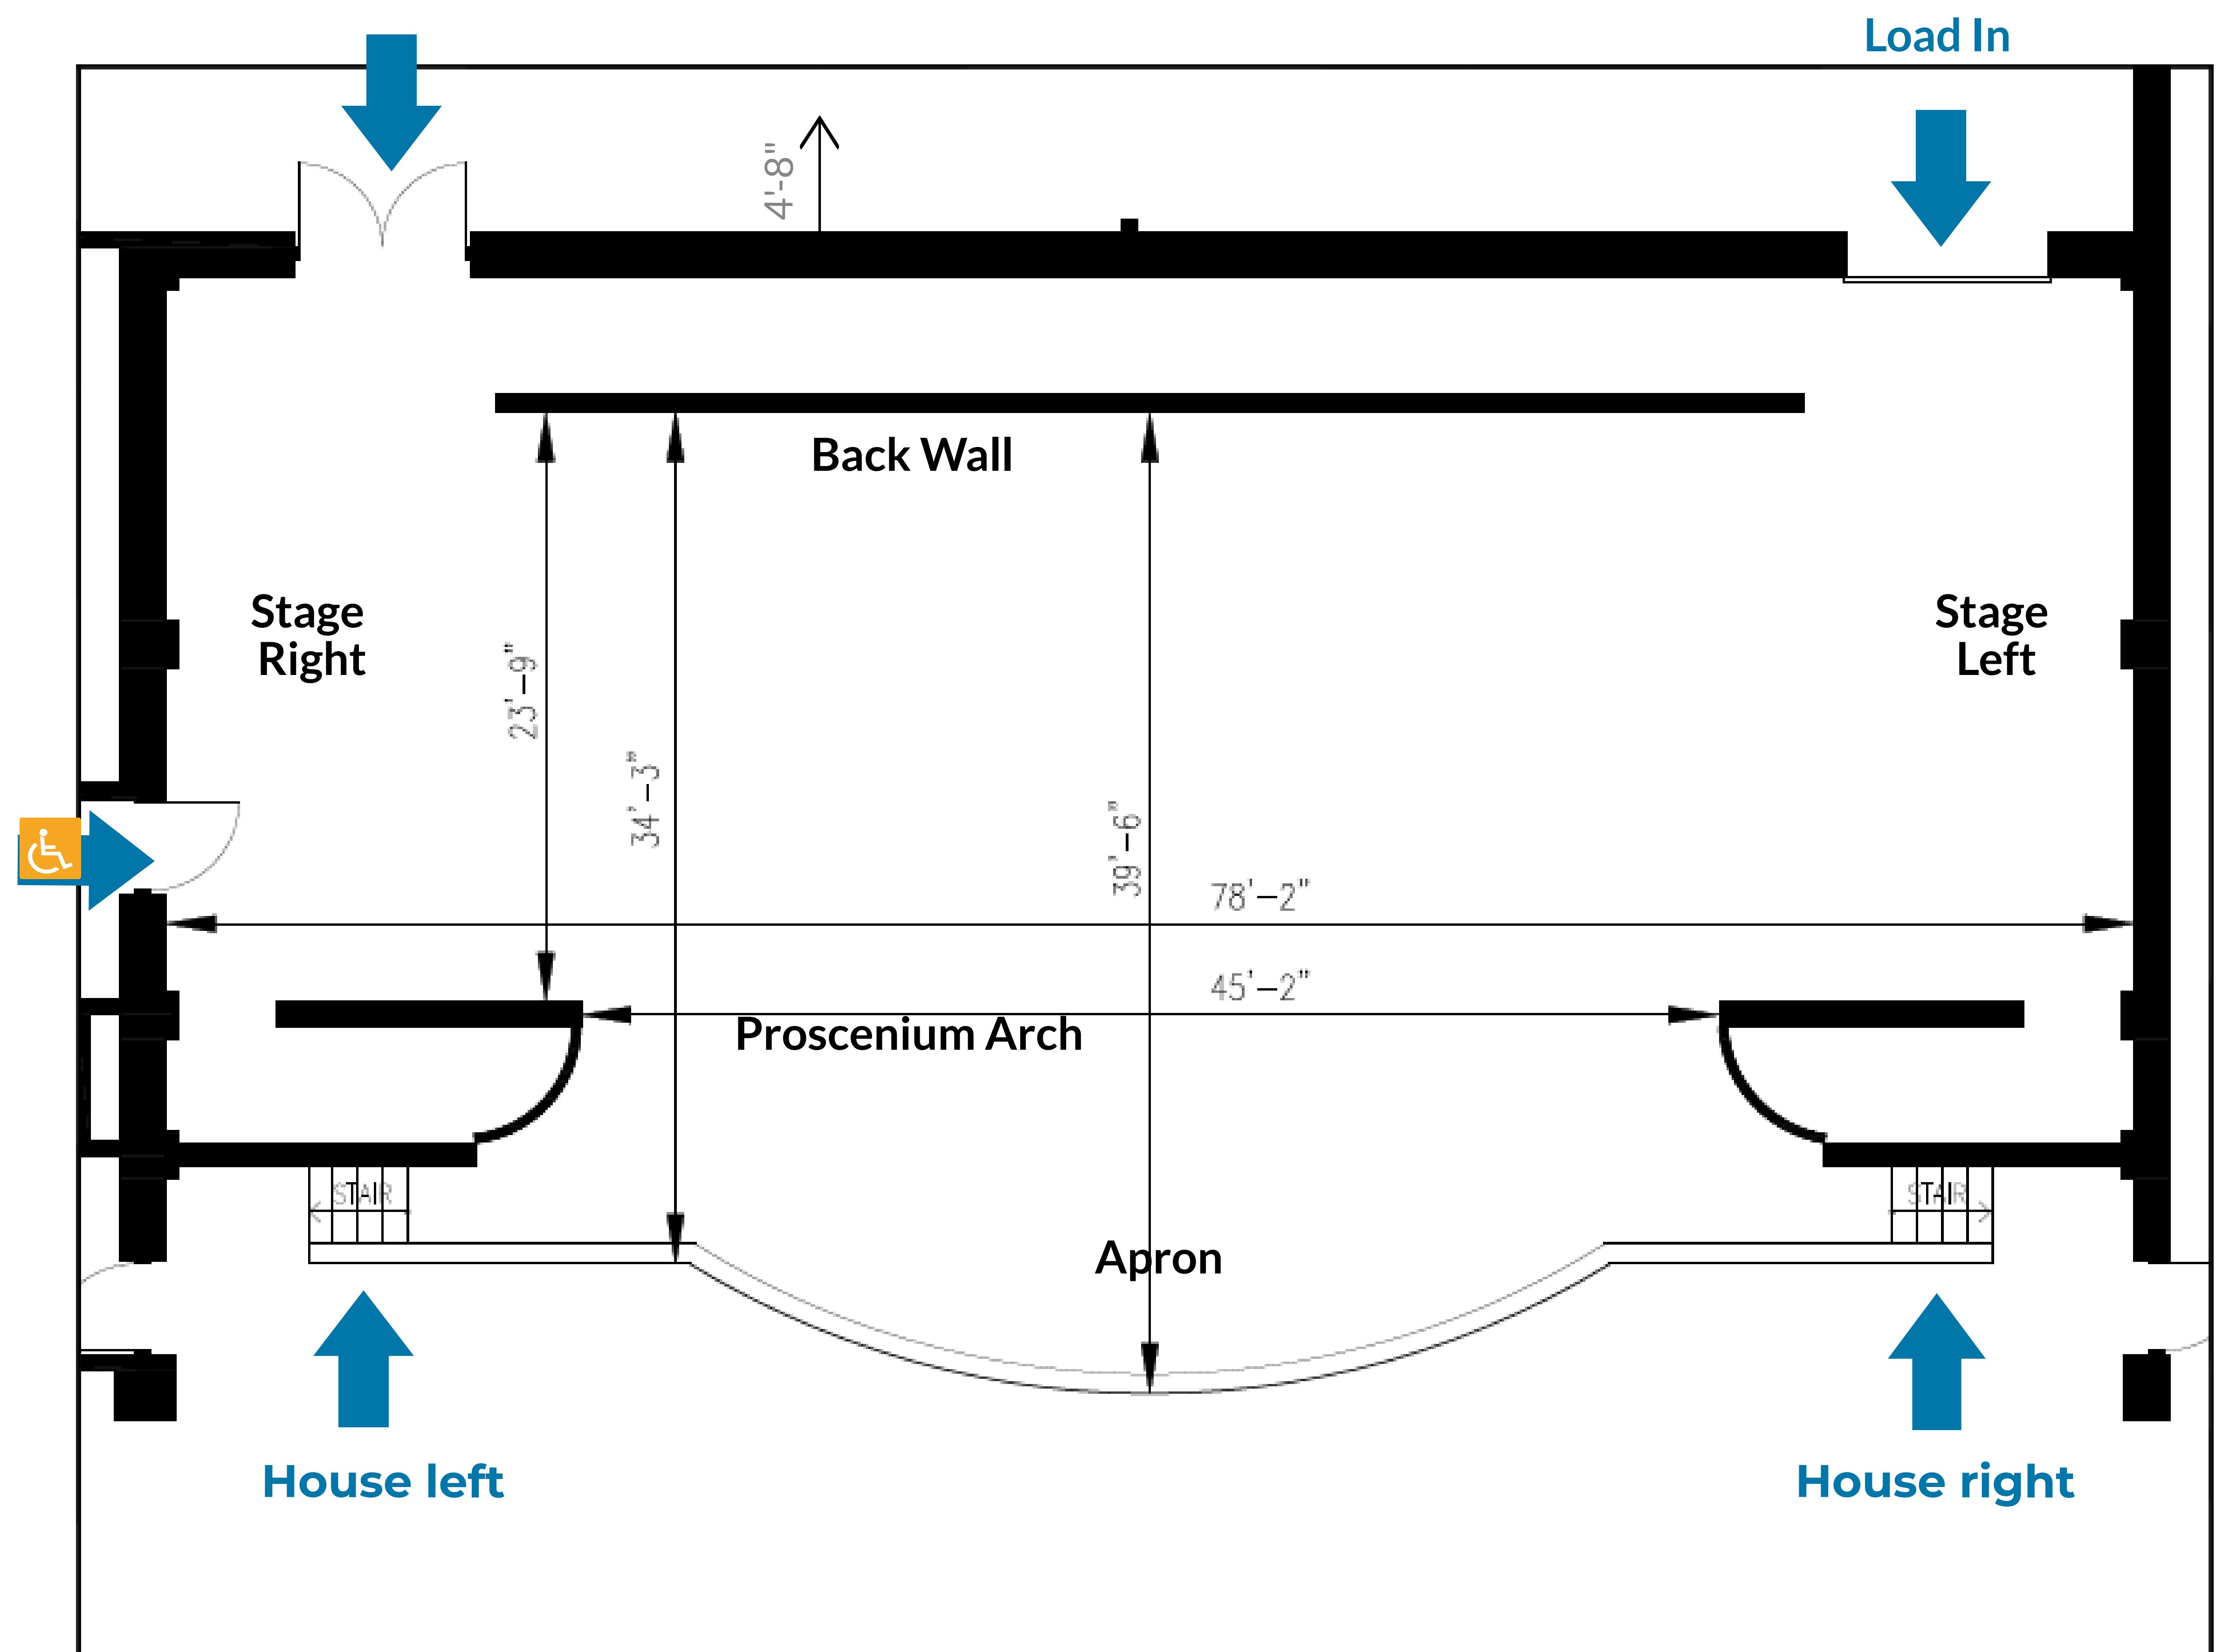 Load In
4'-8"
Back Wall
Stage
Right
Stage
Left
23'–9"
34'–3"
39'–6"
78'–2"
45'–2"
Proscenium Arch
STAIR
STAIR
Apron
House left
House right